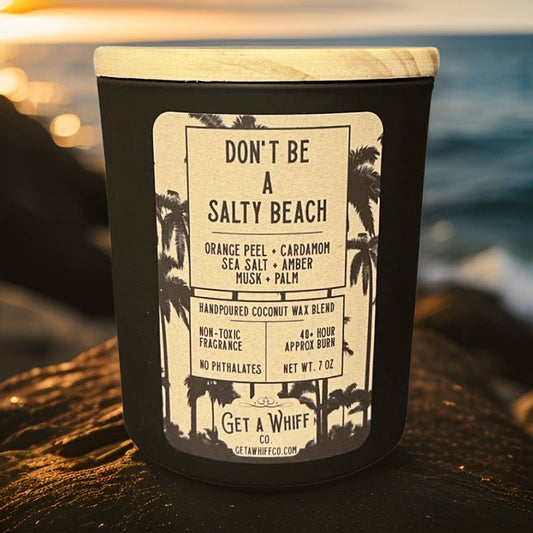 DON'T BE
A
SALTY BEACH
ORANGE PEEL + CARDAMOM
SEA SALT + AMBER
MUSK + PALM
HANDPOURED COCONUT WAX BLEND
NON-TOXIC
FRAGRANCE
NO PHTHALATES
40+ HOUR
APPROX BURN
NET WT. 7 OZ
GET A WHIFF
CO.
GETAWHIFFCO.COM